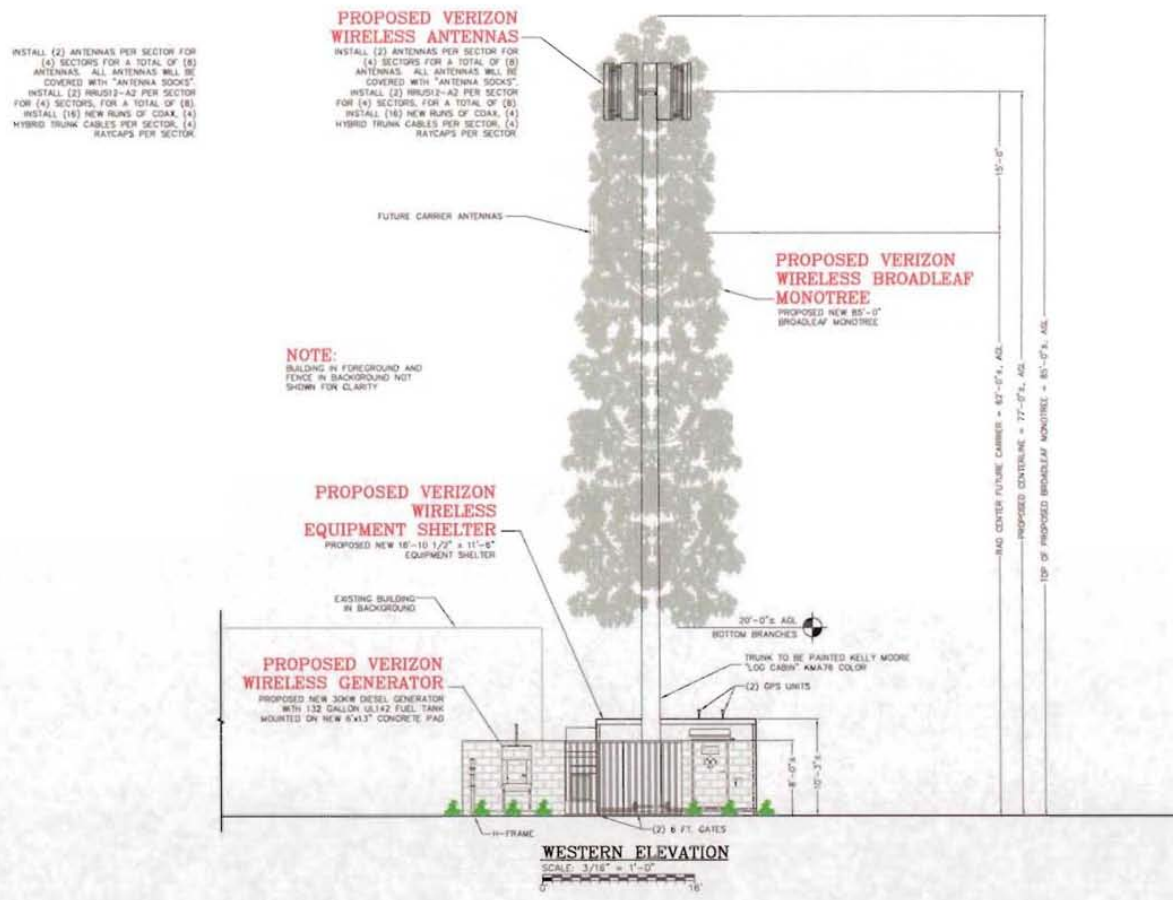 INSTALL (2) ANTENNAS PER SECTOR FOR
(4) SECTORS FOR A TOTAL OF (8)
ANTENNAS. ALL ANTENNAS WILL BE
COVERED WITH "ANTENNA SOCKS".
INSTALL (2) RRUS12-A2 PER SECTOR
FOR (4) SECTORS, FOR A TOTAL OF (8).
INSTALL (16) NEW RUNS OF COAX, (4)
HYBRID TRUNK CABLES PER SECTOR, (4)
RAYCAPS PER SECTOR
PROPOSED VERIZON
WIRELESS ANTENNAS
INSTALL (2) ANTENNAS PER SECTOR FOR
(4) SECTORS FOR A TOTAL OF (8)
ANTENNAS. ALL ANTENNAS WILL BE
COVERED WITH "ANTENNA SOCKS".
INSTALL (2) RRUS12-A2 PER SECTOR
FOR (4) SECTORS, FOR A TOTAL OF (8).
INSTALL (16) NEW RUNS OF COAX, (4)
HYBRID TRUNK CABLES PER SECTOR, (4)
RAYCAPS PER SECTOR
FUTURE CARRIER ANTENNAS
15'-0"
PROPOSED VERIZON
WIRELESS BROADLEAF
MONOTREE
PROPOSED NEW 85'-0"
BROADLEAF MONOTREE
NOTE:
BUILDING IN FOREGROUND AND
FENCE IN BACKGROUND NOT
SHOWN FOR CLARITY
RAD CENTER FUTURE CARRIER = 62'-0"±, AGL
PROPOSED CENTERLINE = 77'-0"±, AGL
TOP OF PROPOSED BROADLEAF MONOTREE = 85'-0"±, AGL
PROPOSED VERIZON
WIRELESS
EQUIPMENT SHELTER
PROPOSED NEW 16'-10 1/2" x 11'-6"
EQUIPMENT SHELTER
EXISTING BUILDING
IN BACKGROUND
20'-0"± AGL
BOTTOM BRANCHES
TRUNK TO BE PAINTED KELLY MOORE
"LOG CABIN" KMA76 COLOR
(2) GPS UNITS
PROPOSED VERIZON
WIRELESS GENERATOR
PROPOSED NEW 30KW DIESEL GENERATOR
WITH 132 GALLON UL142 FUEL TANK
MOUNTED ON NEW 6'x13' CONCRETE PAD
8'-0"±
10'-3"±
H-FRAME
(2) 6 FT. GATES
WESTERN ELEVATION
SCALE: 3/16" = 1'-0"
0' 16'